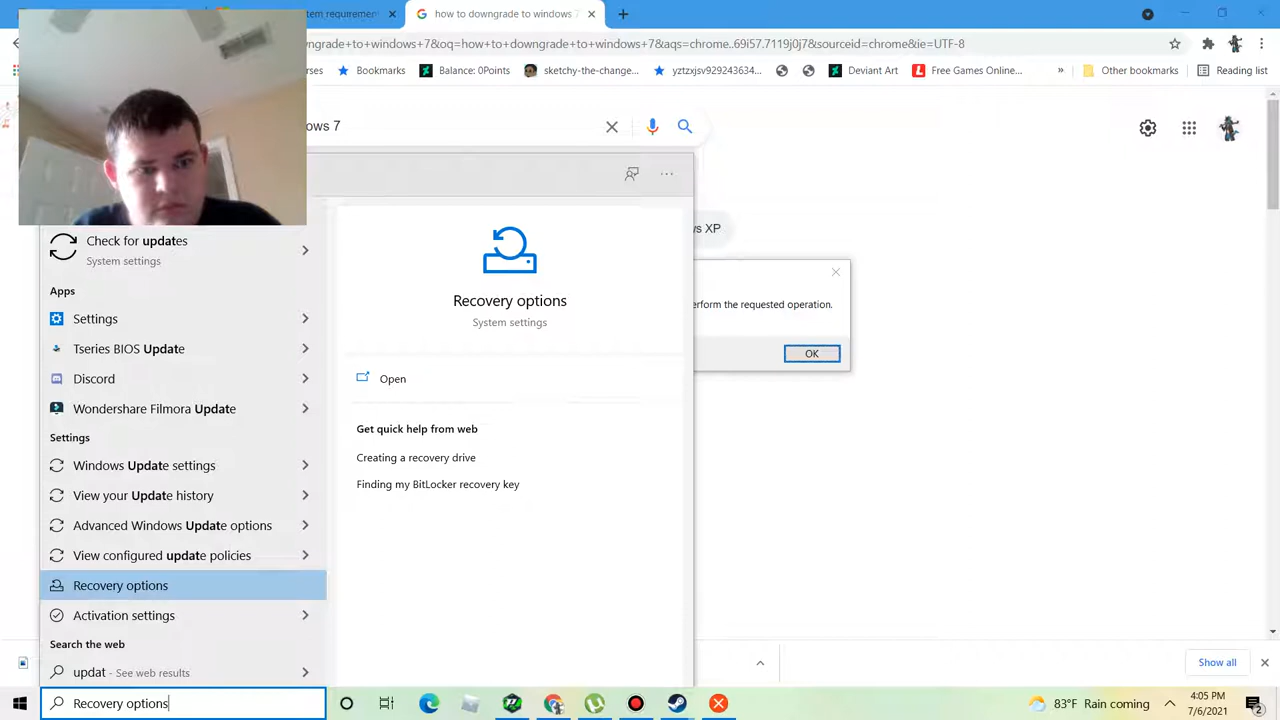 tem requirement
how to downgrade to windows 7
ngrade+to+windows+7&oq=how+to+downgrade+to+windows+7&aqs=chrome..69i57.7119j0j7&sourceid=chrome&ie=UTF-8
rses
Bookmarks
Balance: 0Points
sketchy-the-change...
yztzxjsv929243634...
Deviant Art
Free Games Online...
»
Other bookmarks
Reading list
ows 7
Check for updates
System settings
Apps
Settings
Tseries BIOS Update
Discord
Wondershare Filmora Update
Settings
Windows Update settings
View your Update history
Advanced Windows Update options
View configured update policies
Recovery options
Activation settings
Search the web
updat - See web results
Recovery options
Recovery options
System settings
Open
Get quick help from web
Creating a recovery drive
Finding my BitLocker recovery key
ws XP
erform the requested operation.
OK
Show all
83°F Rain coming
4:05 PM
7/6/2021
2